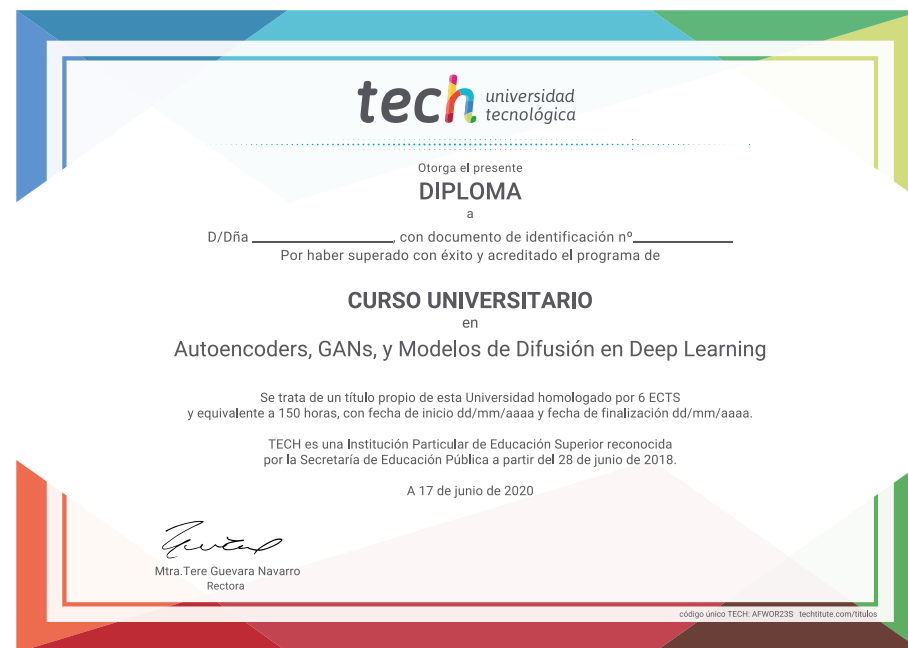 tech universidad
tecnológica
Otorga el presente
DIPLOMA
a
D/Dña ____________________, con documento de identificación nº______________
Por haber superado con éxito y acreditado el programa de
CURSO UNIVERSITARIO
en
Autoencoders, GANs, y Modelos de Difusión en Deep Learning
Se trata de un título propio de esta Universidad homologado por 6 ECTS
y equivalente a 150 horas, con fecha de inicio dd/mm/aaaa y fecha de finalización dd/mm/aaaa.
TECH es una Institución Particular de Educación Superior reconocida
por la Secretaría de Educación Pública a partir del 28 de junio de 2018.
A 17 de junio de 2020
Mtra.Tere Guevara Navarro
Rectora
código único TECH: AFWOR23S techtitute.com/titulos